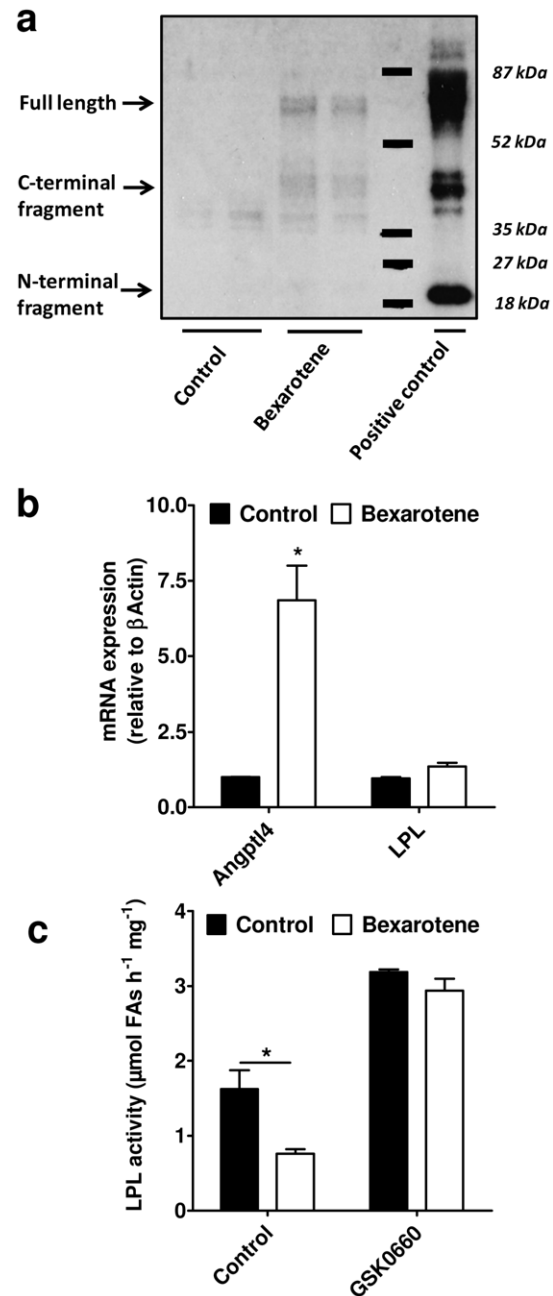 a
Full length
C-terminal
fragment
N-terminal
fragment
87 kDa
52 kDa
35 kDa
27 kDa
18 kDa
Control
Bexarotene
Positive control
b
Control
Bexarotene
mRNA expression
(relative to βActin)
10.0
7.5
5.0
2.5
0.0
*
Angptl4
LPL
c
Control
Bexarotene
LPL activity (μmol FAs h⁻¹ mg⁻¹)
4
3
2
1
0
*
Control
GSK0660